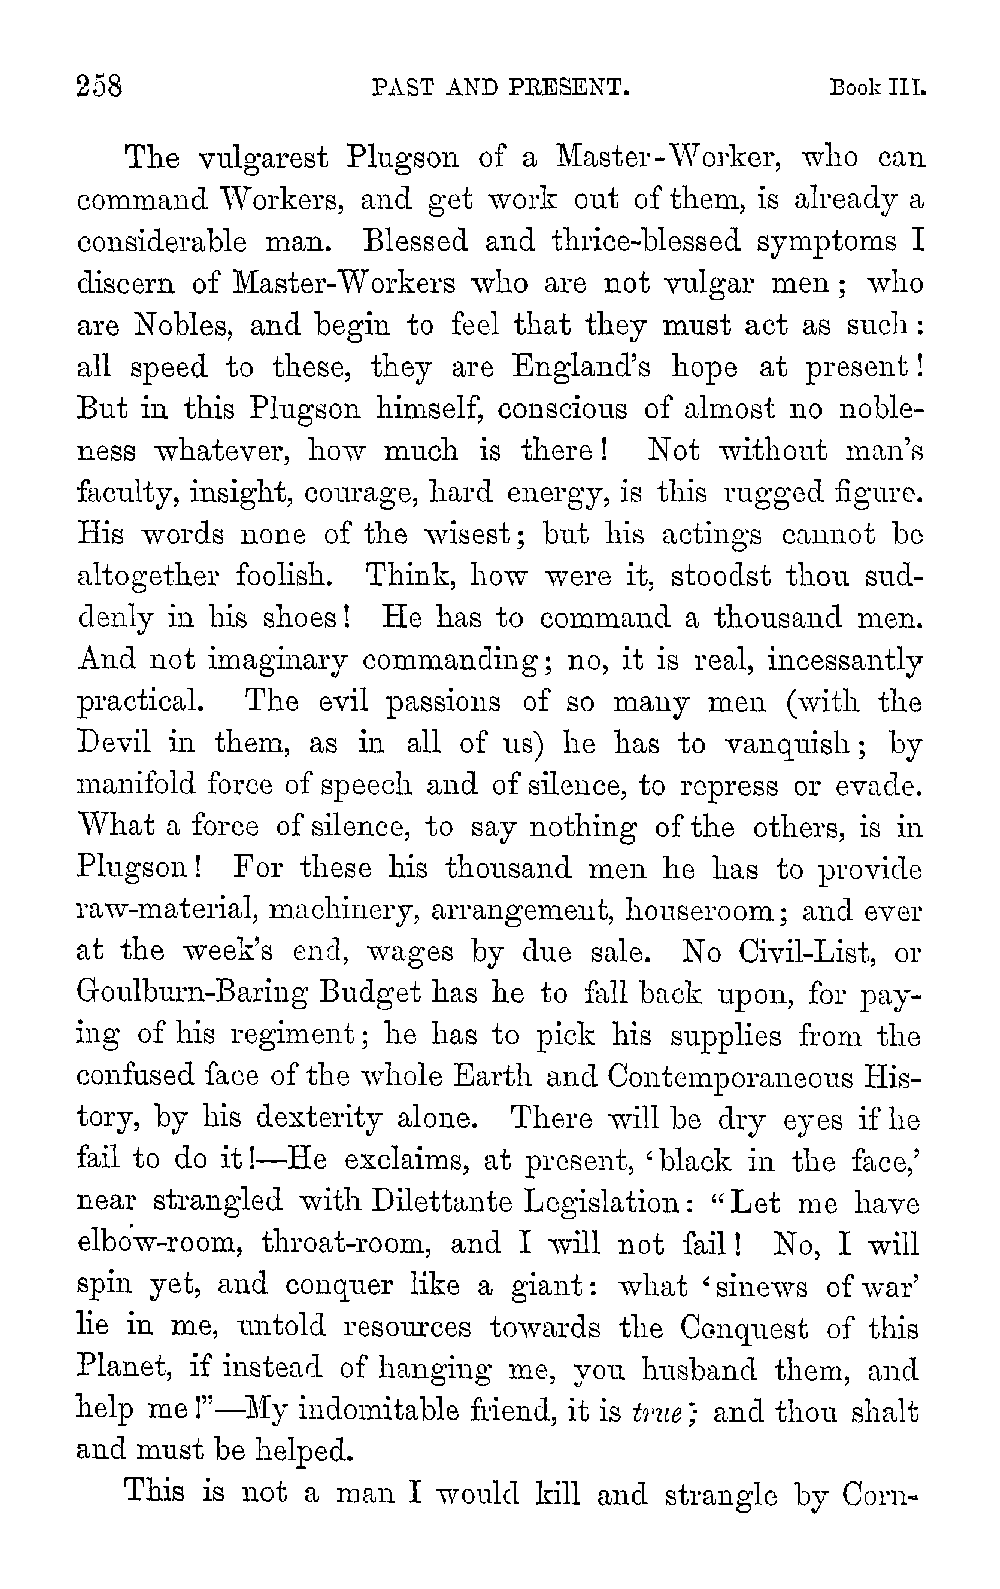 258 PAST AND PRESENT. Book III.
The vulgarest Plugson of a Master-Worker, who can
command Workers, and get work out of them, is already a
considerable man. Blessed and thrice-blessed symptoms I
discern of Master-Workers who are not vulgar men; who
are Nobles, and begin to feel that they must act as such:
all speed to these, they are England's hope at present!
But in this Plugson himself, conscious of almost no noble-
ness whatever, how much is there! Not without man's
faculty, insight, courage, hard energy, is this rugged figure.
His words none of the wisest; but his actings cannot be
altogether foolish. Think, how were it, stoodst thou sud-
denly in his shoes! He has to command a thousand men.
And not imaginary commanding; no, it is real, incessantly
practical. The evil passions of so many men (with the
Devil in them, as in all of us) he has to vanquish; by
manifold force of speech and of silence, to repress or evade.
What a force of silence, to say nothing of the others, is in
Plugson! For these his thousand men he has to provide
raw-material, machinery, arrangement, houseroom; and ever
at the week's end, wages by due sale. No Civil-List, or
Goulburn-Baring Budget has he to fall back upon, for pay-
ing of his regiment; he has to pick his supplies from the
confused face of the whole Earth and Contemporaneous His-
tory, by his dexterity alone. There will be dry eyes if he
fail to do it!—He exclaims, at present, ‘black in the face,’
near strangled with Dilettante Legislation: “Let me have
elbow-room, throat-room, and I will not fail! No, I will
spin yet, and conquer like a giant: what ‘sinews of war’
lie in me, untold resources towards the Conquest of this
Planet, if instead of hanging me, you husband them, and
help me!”—My indomitable friend, it is true; and thou shalt
and must be helped.
This is not a man I would kill and strangle by Corn-